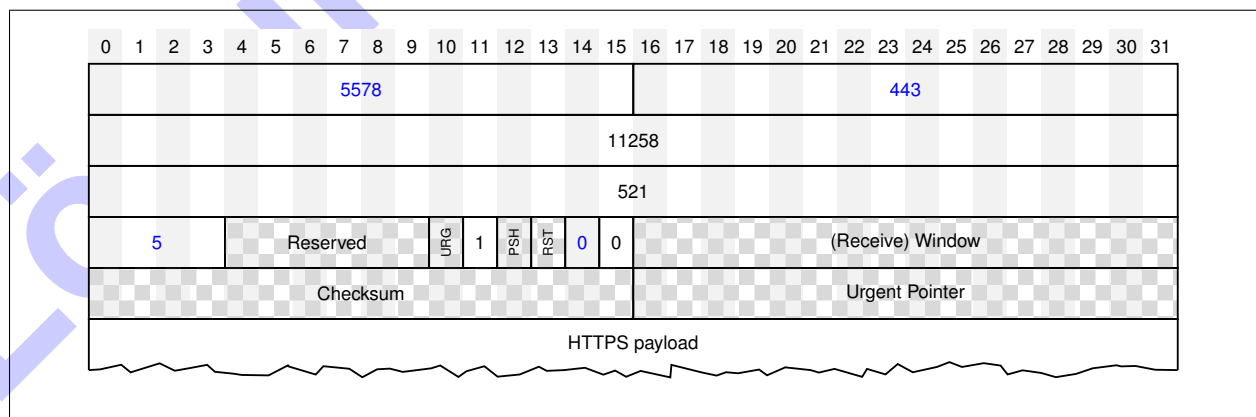 0 1 2 3 4 5 6 7 8 9 10 11 12 13 14 15 16 17 18 19 20 21 22 23 24 25 26 27 28 29 30 31
5578 443
11258
521
5 Reserved URG 1 PSH RST 0 0 (Receive) Window
Checksum Urgent Pointer
HTTPS payload